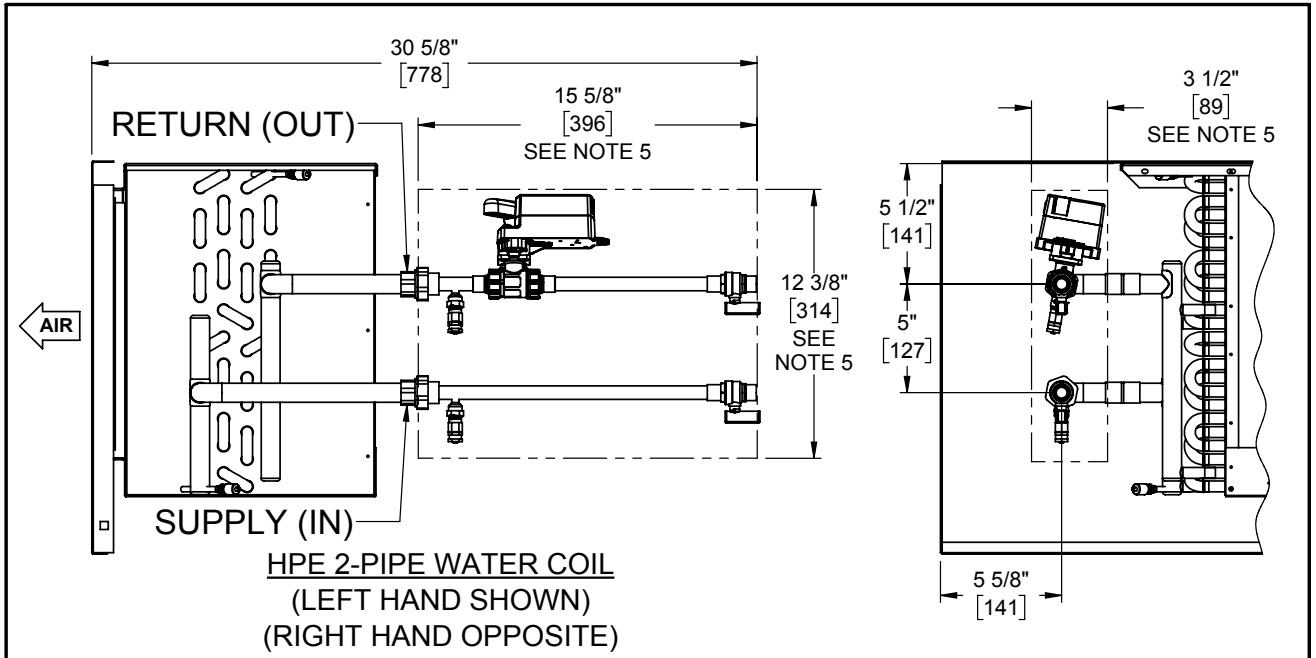 30 5/8"
[778]
15 5/8"
[396]
SEE NOTE 5
RETURN (OUT)
12 3/8"
[314]
SEE
NOTE 5
AIR
SUPPLY (IN)
HPE 2-PIPE WATER COIL
(LEFT HAND SHOWN)
(RIGHT HAND OPPOSITE)
3 1/2"
[89]
SEE NOTE 5
5 1/2"
[141]
5"
[127]
5 5/8"
[141]